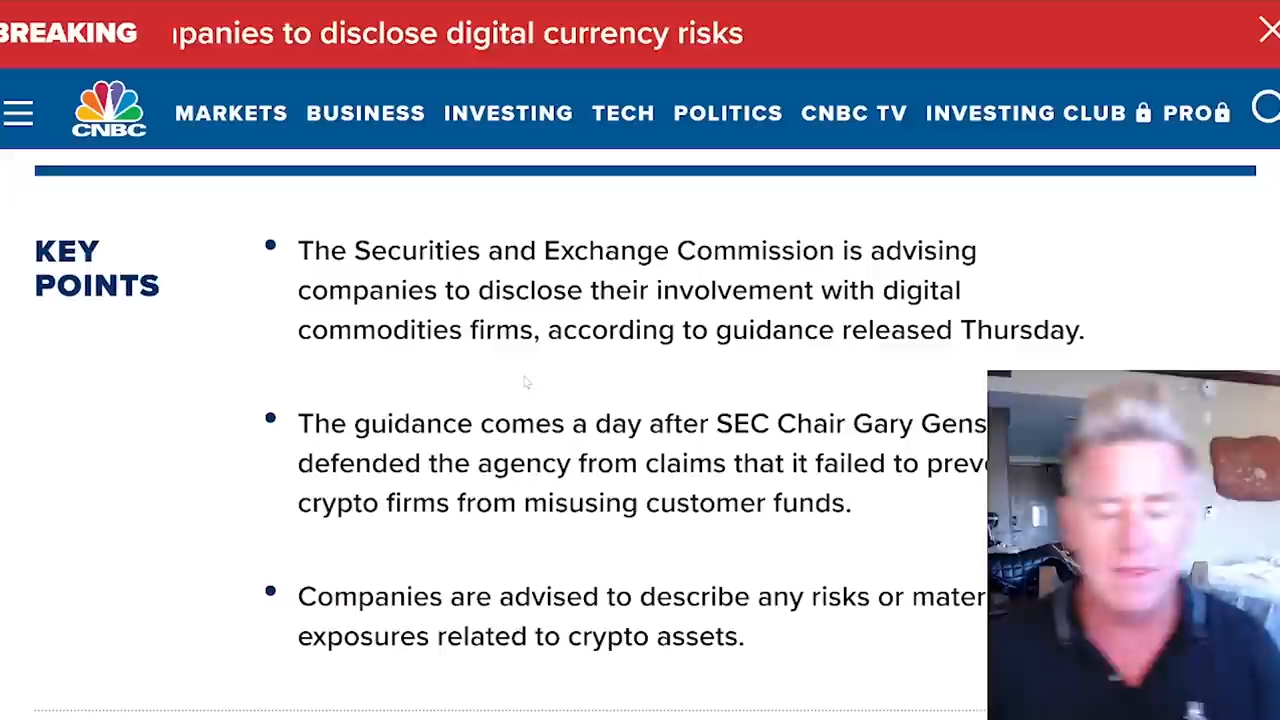 BREAKING
to disclose digital currency risks
CNBC
MARKETS BUSINESS INVESTING TECH POLITICS CNBC TV INVESTING CLUB PRO
KEY
POINTS
• The Securities and Exchange Commission is advising
companies to disclose their involvement with digital
commodities firms, according to guidance released Thursday.
• The guidance comes a day after SEC Chair Gary Gens
defended the agency from claims that it failed to prev
crypto firms from misusing customer funds.
• Companies are advised to describe any risks or mater
exposures related to crypto assets.